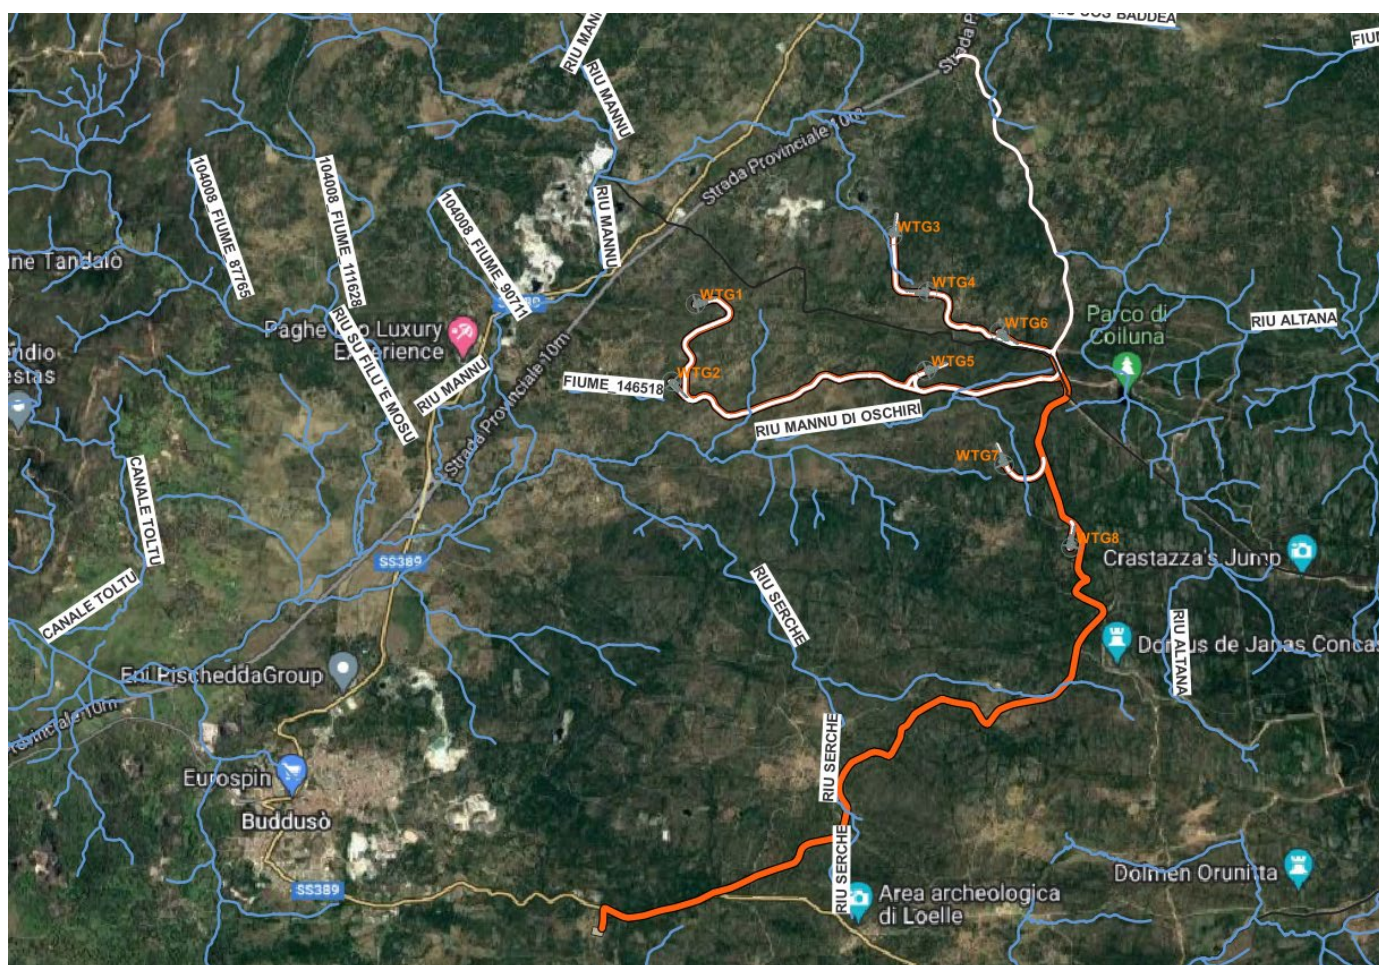 RIU SOS BADDEA
RIU MANNU
Strada Provinciale 10m
RIU MANNU
104008_FIUME_87765
104008_FIUME_111628
104008_FIUME_90711
RIU MANNU
WTG3
WTG4
WTG1
WTG6
Parco di
Coiluna
RIU ALTANA
Paghe
Luxury
Experience
RIU SU FILU 'E MOSU
RIU MANNU
Strada Provinciale 10m
FIUME_146518
WTG2
WTG5
RIU MANNU DI OSCHIRI
WTG7
CANALE TOLTU
WTG8
Crastazza's Jump
SS389
CANALE TOLTU
RIU SERCHE
RIU ALTANA
Domus de Janas Concas
Eni PischeddaGroup
RIU SERCHE
Eurospin
Buddusò
RIU SERCHE
SS389
Area archeologica
di Loelle
Dolmen Orunitta